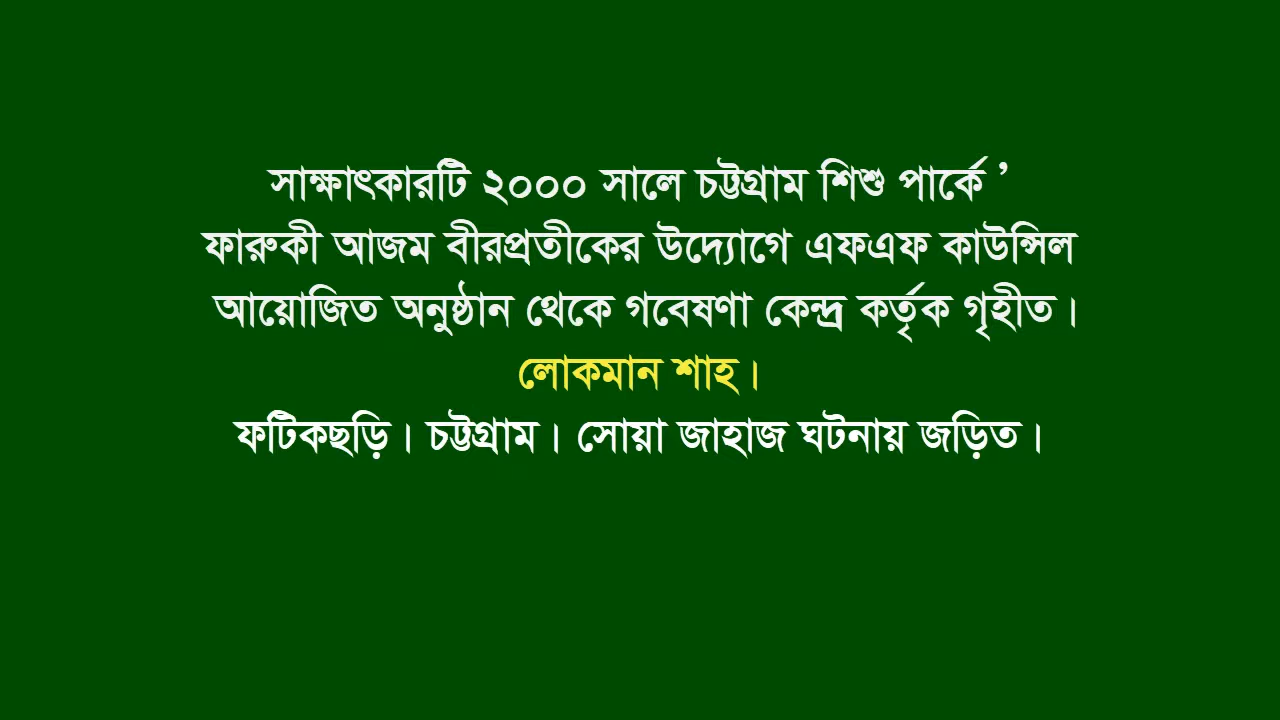 সাক্ষাৎকারটি ২০০০ সালে চট্টগ্রাম শিশু পার্কে ’
ফারুকী আজম বীরপ্রতীকের উদ্যোগে এফএফ কাউন্সিল
আয়োজিত অনুষ্ঠান থেকে গবেষণা কেন্দ্র কর্তৃক গৃহীত।
লোকমান শাহ।
ফটিকছড়ি। চট্টগ্রাম। সোয়া জাহাজ ঘটনায় জড়িত।